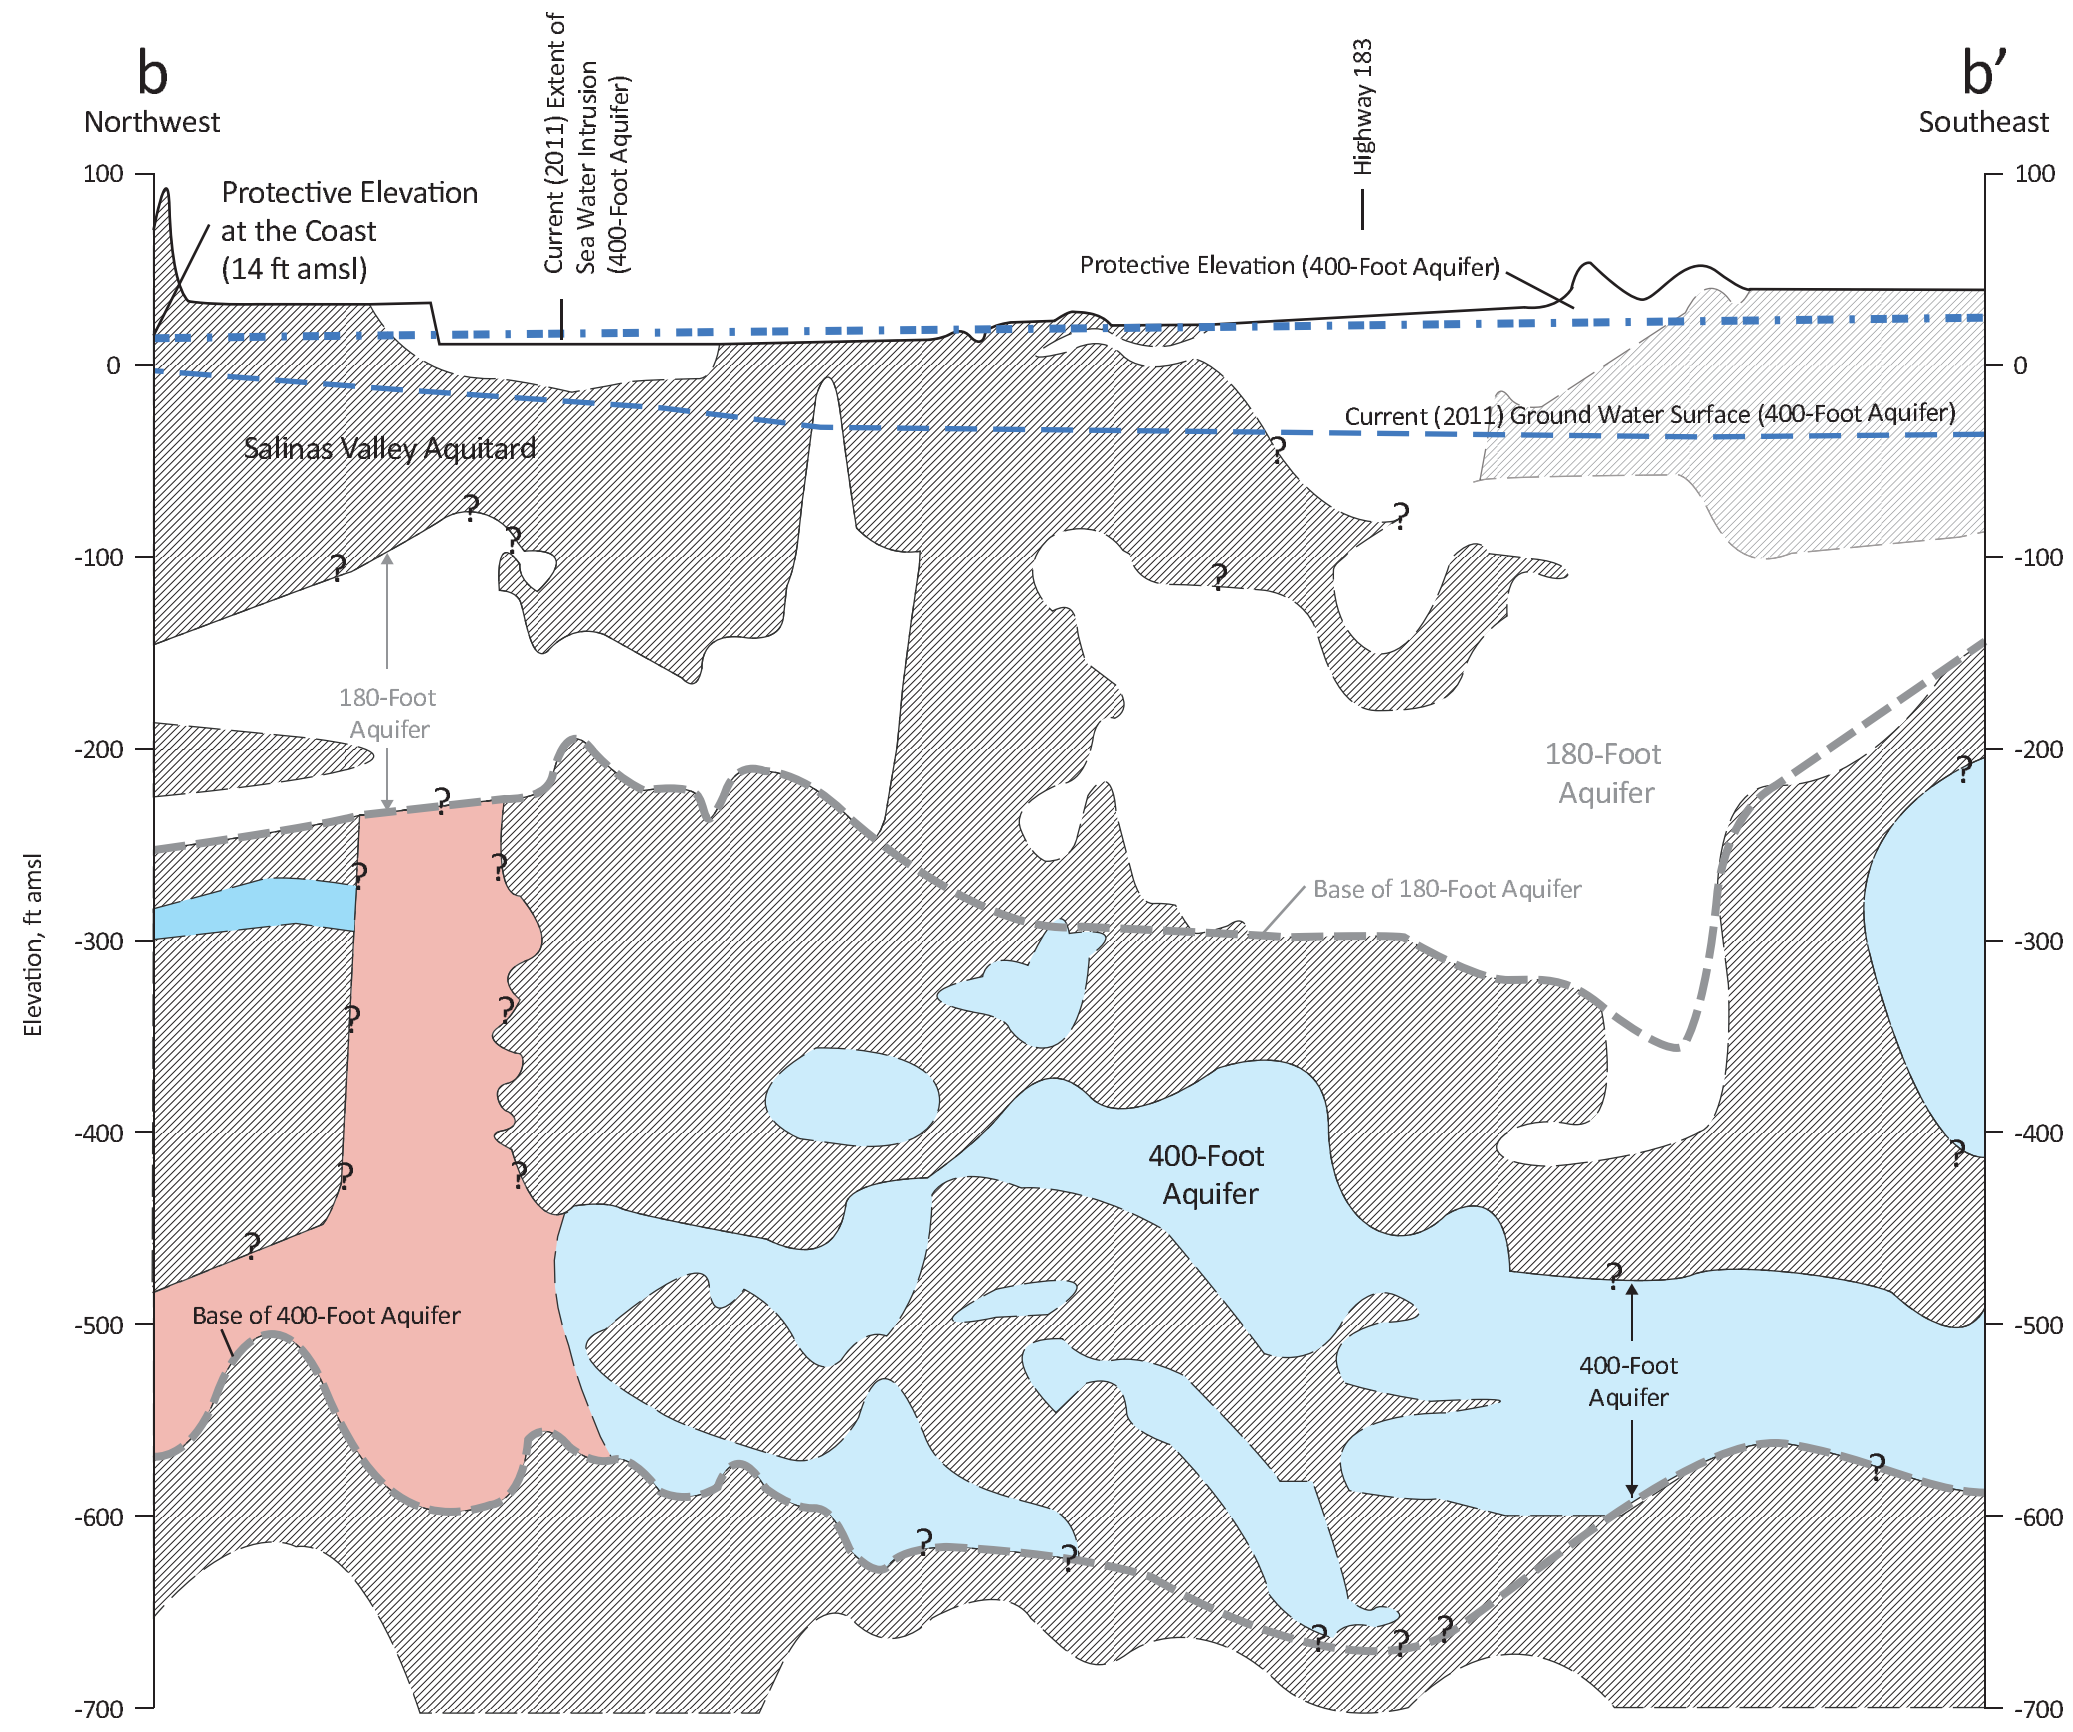 b
Northwest
b′
Southeast
Current (2011) Extent of
Sea Water Intrusion
(400-Foot Aquifer)
Highway 183
Protective Elevation
at the Coast
(14 ft amsl)
Protective Elevation (400-Foot Aquifer)
Current (2011) Ground Water Surface (400-Foot Aquifer)
Salinas Valley Aquitard
?
?
?
?
?
?
180-Foot
Aquifer
180-Foot
Aquifer
?
?
?
?
Base of 180-Foot Aquifer
?
?
?
?
?
400-Foot
Aquifer
?
?
?
Base of 400-Foot Aquifer
400-Foot
Aquifer
?
?
?
?
?
?
Elevation, ft amsl
100
0
-100
-200
-300
-400
-500
-600
-700
100
0
-100
-200
-300
-400
-500
-600
-700